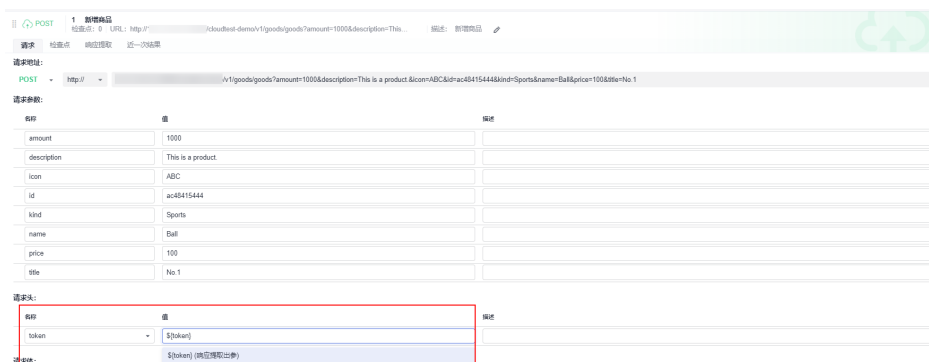 POST 1 新增商品
检查点: 0 URL: http://1 /cloudtest-demo/v1/goods/goods?amount=1000&description=This... 描述: 新增商品
请求 检查点 响应提取 近一次结果
请求地址:
POST http:// /v1/goods/goods?amount=1000&description=This is a product.&icon=ABC&id=ac48415444&kind=Sports&name=Ball&price=100&title=No.1
请求参数:
名称 值 描述
amount 1000
description This is a product.
icon ABC
id ac48415444
kind Sports
name Ball
price 100
title No.1
请求头:
名称 值 描述
token ${token}
${token} (响应提取出参)
请求体: